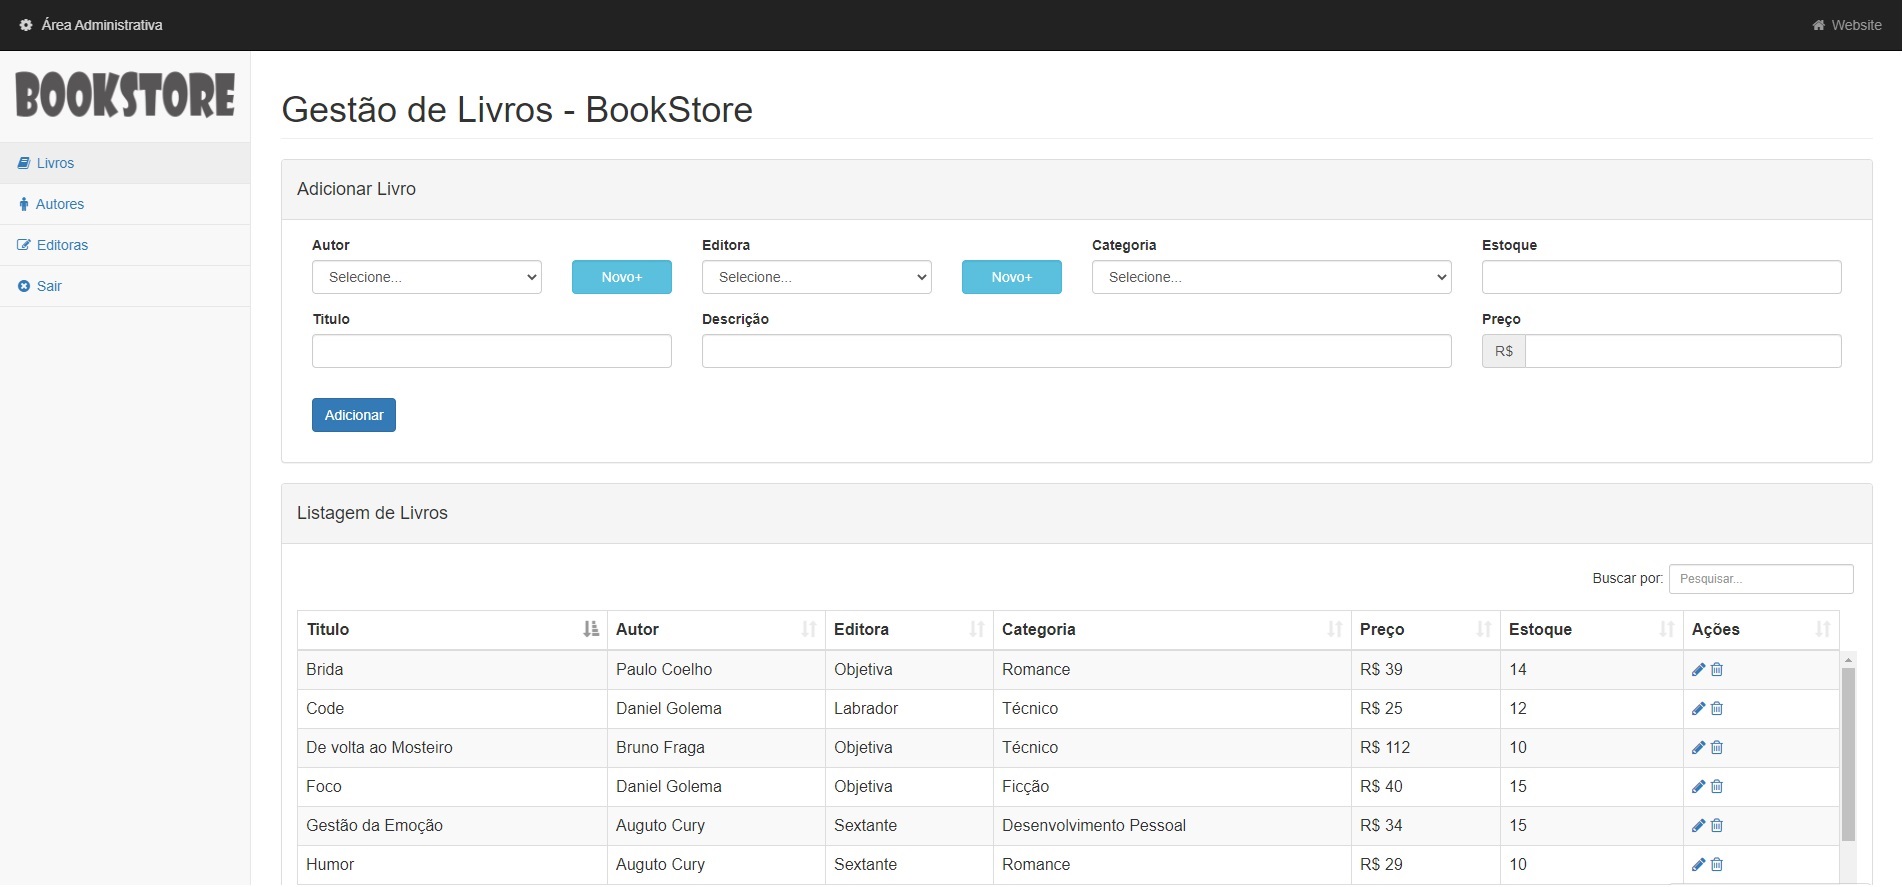 Área Administrativa Website
BOOKSTORE
Livros
Autores
Editoras
Sair
Gestão de Livros - BookStore
Adicionar Livro
Autor Editora Categoria Estoque
Selecione... Novo+ Selecione... Novo+ Selecione...
Titulo Descrição Preço
R$
Adicionar
Listagem de Livros
Buscar por: Pesquisar...
Titulo Autor Editora Categoria Preço Estoque Ações
Brida Paulo Coelho Objetiva Romance R$ 39 14
Code Daniel Golema Labrador Técnico R$ 25 12
De volta ao Mosteiro Bruno Fraga Objetiva Técnico R$ 112 10
Foco Daniel Golema Objetiva Ficção R$ 40 15
Gestão da Emoção Auguto Cury Sextante Desenvolvimento Pessoal R$ 34 15
Humor Auguto Cury Sextante Romance R$ 29 10